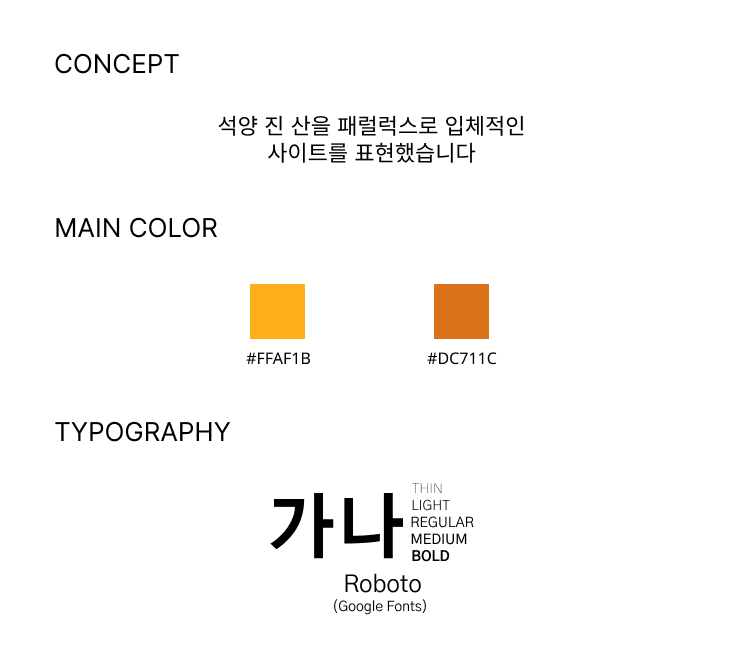 CONCEPT
석양 진 산을 패럴럭스로 입체적인
사이트를 표현했습니다
MAIN COLOR
#FFAF1B
#DC711C
TYPOGRAPHY
가나
THIN
LIGHT
REGULAR
MEDIUM
BOLD
Roboto
(Google Fonts)